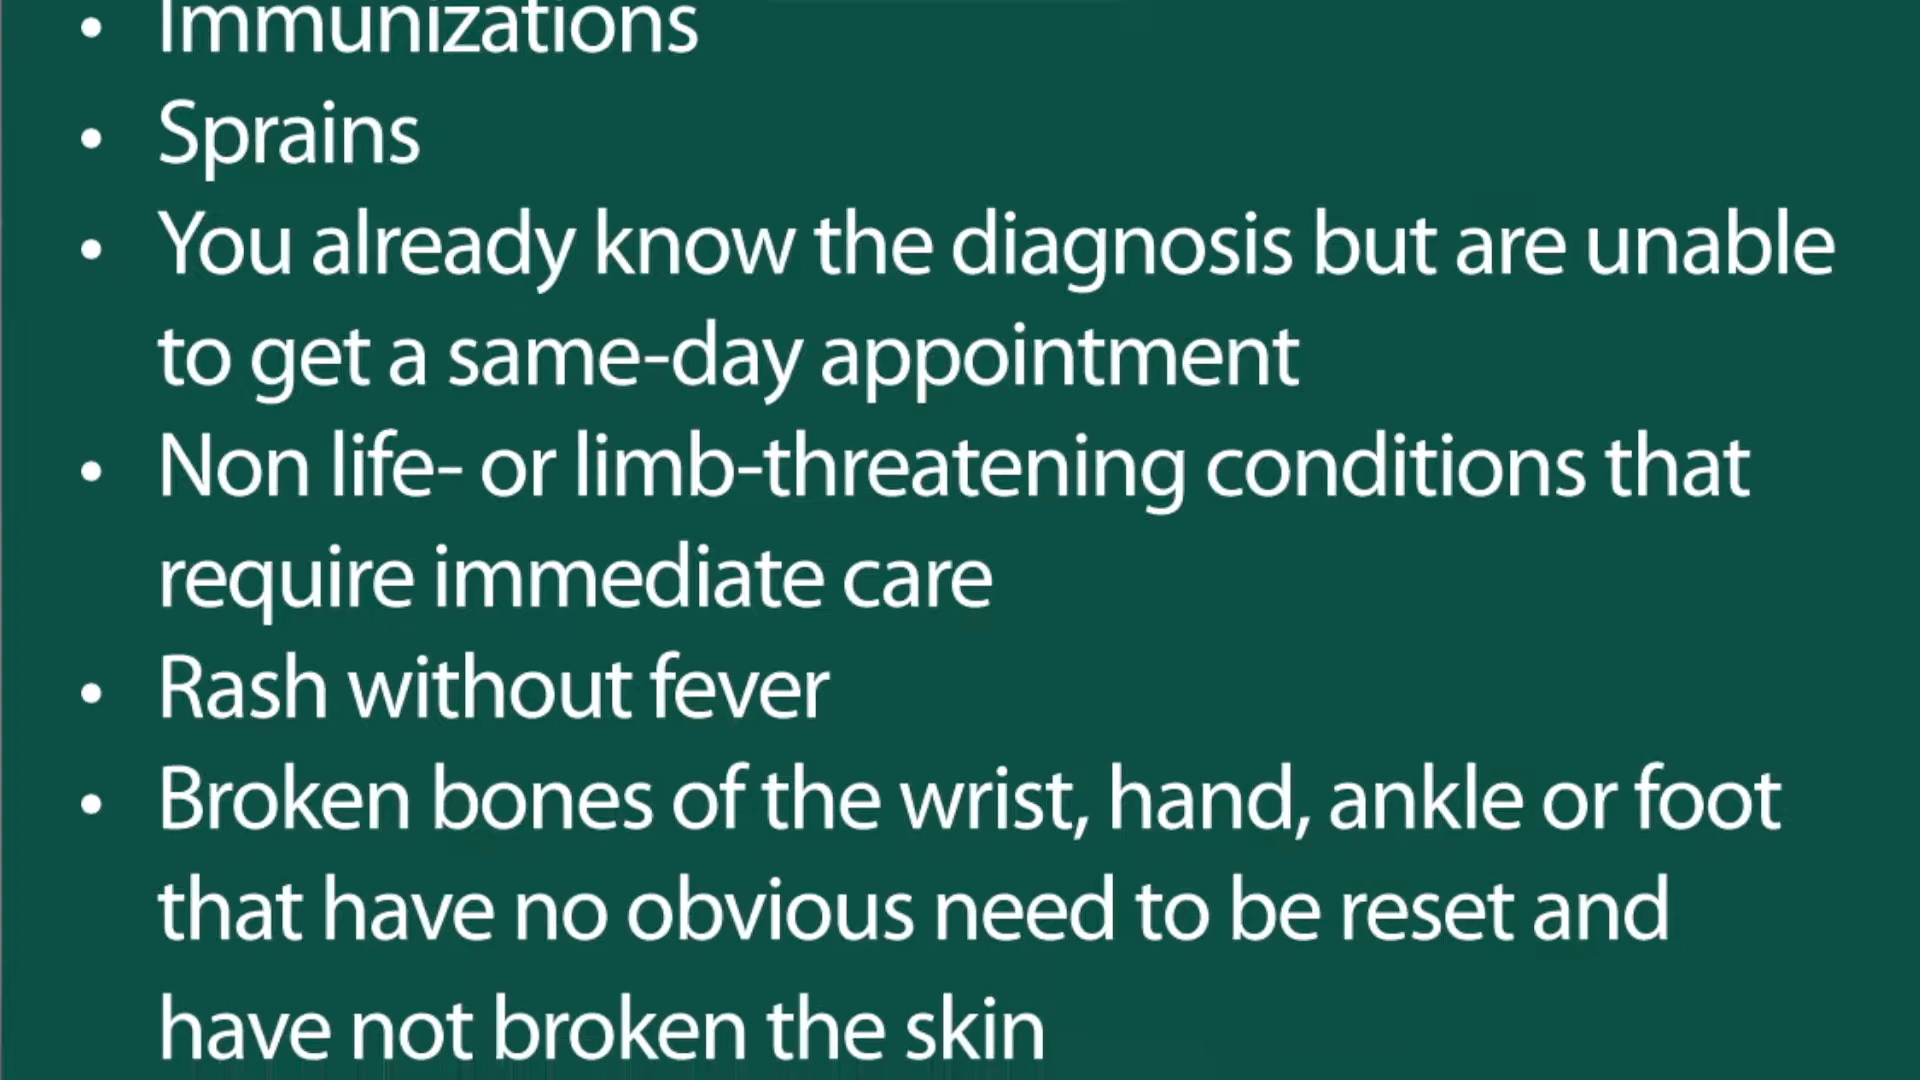 • Immunizations
• Sprains
• You already know the diagnosis but are unable
to get a same-day appointment
• Non life- or limb-threatening conditions that
require immediate care
• Rash without fever
• Broken bones of the wrist, hand, ankle or foot
that have no obvious need to be reset and
have not broken the skin